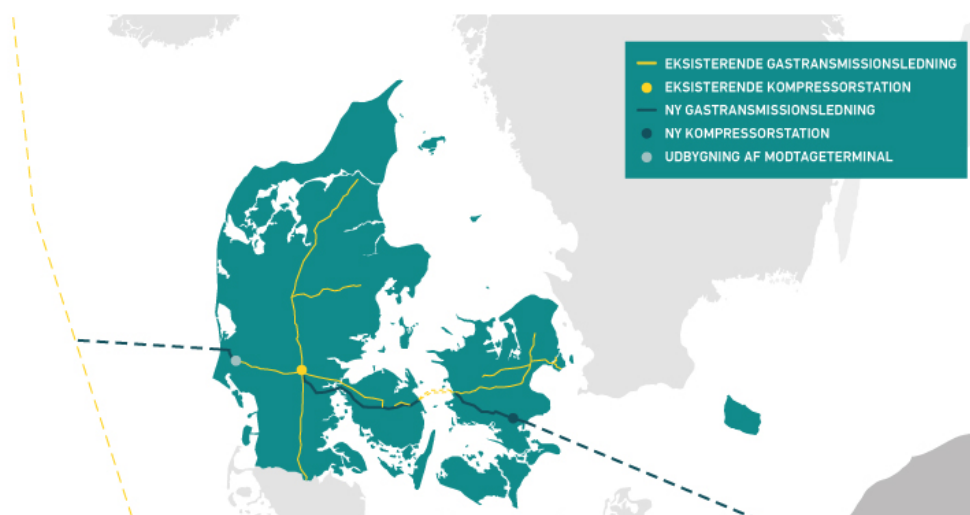 EKSISTERENDE GASTRANSMISSIONSLEDNING
EKSISTERENDE KOMPRESSORSTATION
NY GASTRANSMISSIONSLEDNING
NY KOMPRESSORSTATION
UDBYGNING AF MODTAGETERMINAL